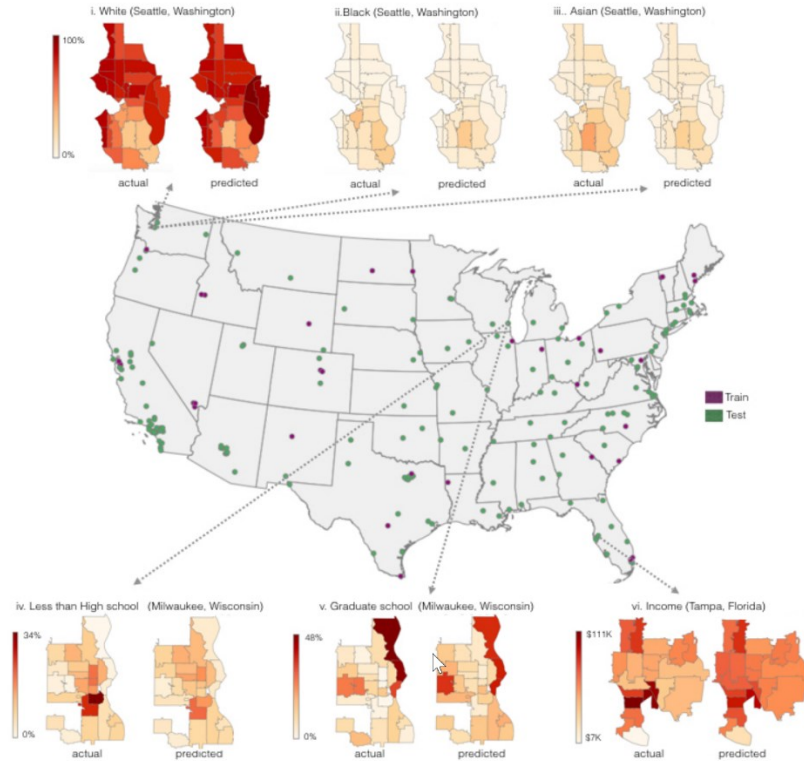 i. White (Seattle, Washington)
ii.Black (Seattle, Washington)
iii.. Asian (Seattle, Washington)
100%
0%
actual
predicted
actual
predicted
actual
predicted
Train
Test
iv. Less than High school (Milwaukee, Wisconsin)
v. Graduate school (Milwaukee, Wisconsin)
vi. Income (Tampa, Florida)
34%
48%
$111K
0%
0%
$7K
actual
predicted
actual
predicted
actual
predicted